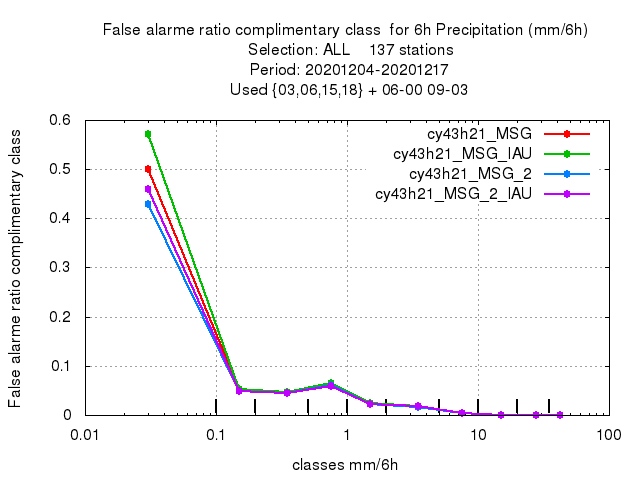 False alarme ratio complimentary class  for 6h Precipitation (mm/6h)
Selection: ALL    137 stations
Period: 20201204-20201217
Used {03,06,15,18} + 06-00 09-03
False alarme ratio complimentary class
0.6
0.5
0.4
0.3
0.2
0.1
0
cy43h21_MSG
cy43h21_MSG_IAU
cy43h21_MSG_2
cy43h21_MSG_2_IAU
0.01
0.1
1
10
100
classes mm/6h